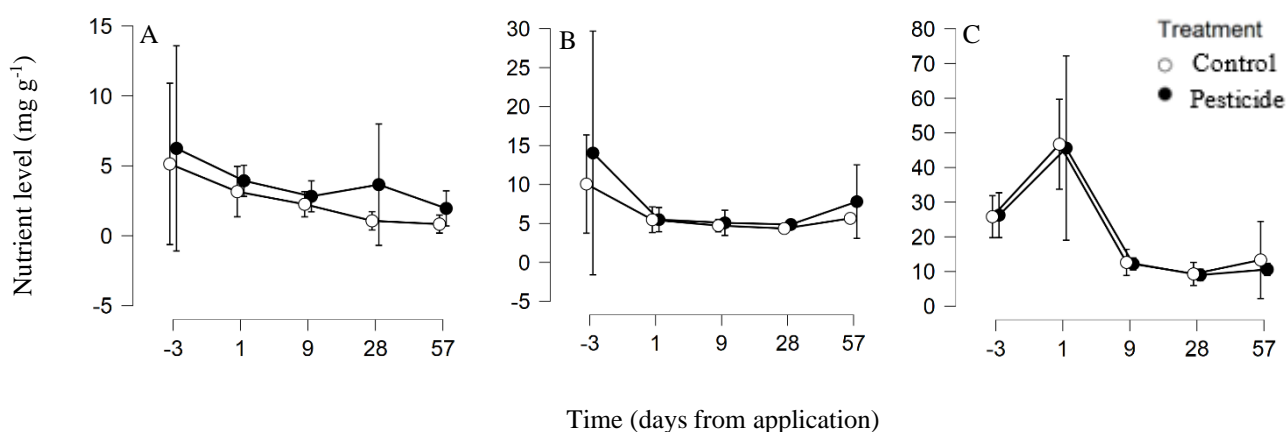 A
B
C
Treatment
Control
Pesticide
Nutrient level (mg g-1)
15
10
5
0
-5
30
25
20
15
10
5
0
-5
80
70
60
50
40
30
20
10
0
-3 1 9 28 57
-3 1 9 28 57
-3 1 9 28 57
Time (days from application)